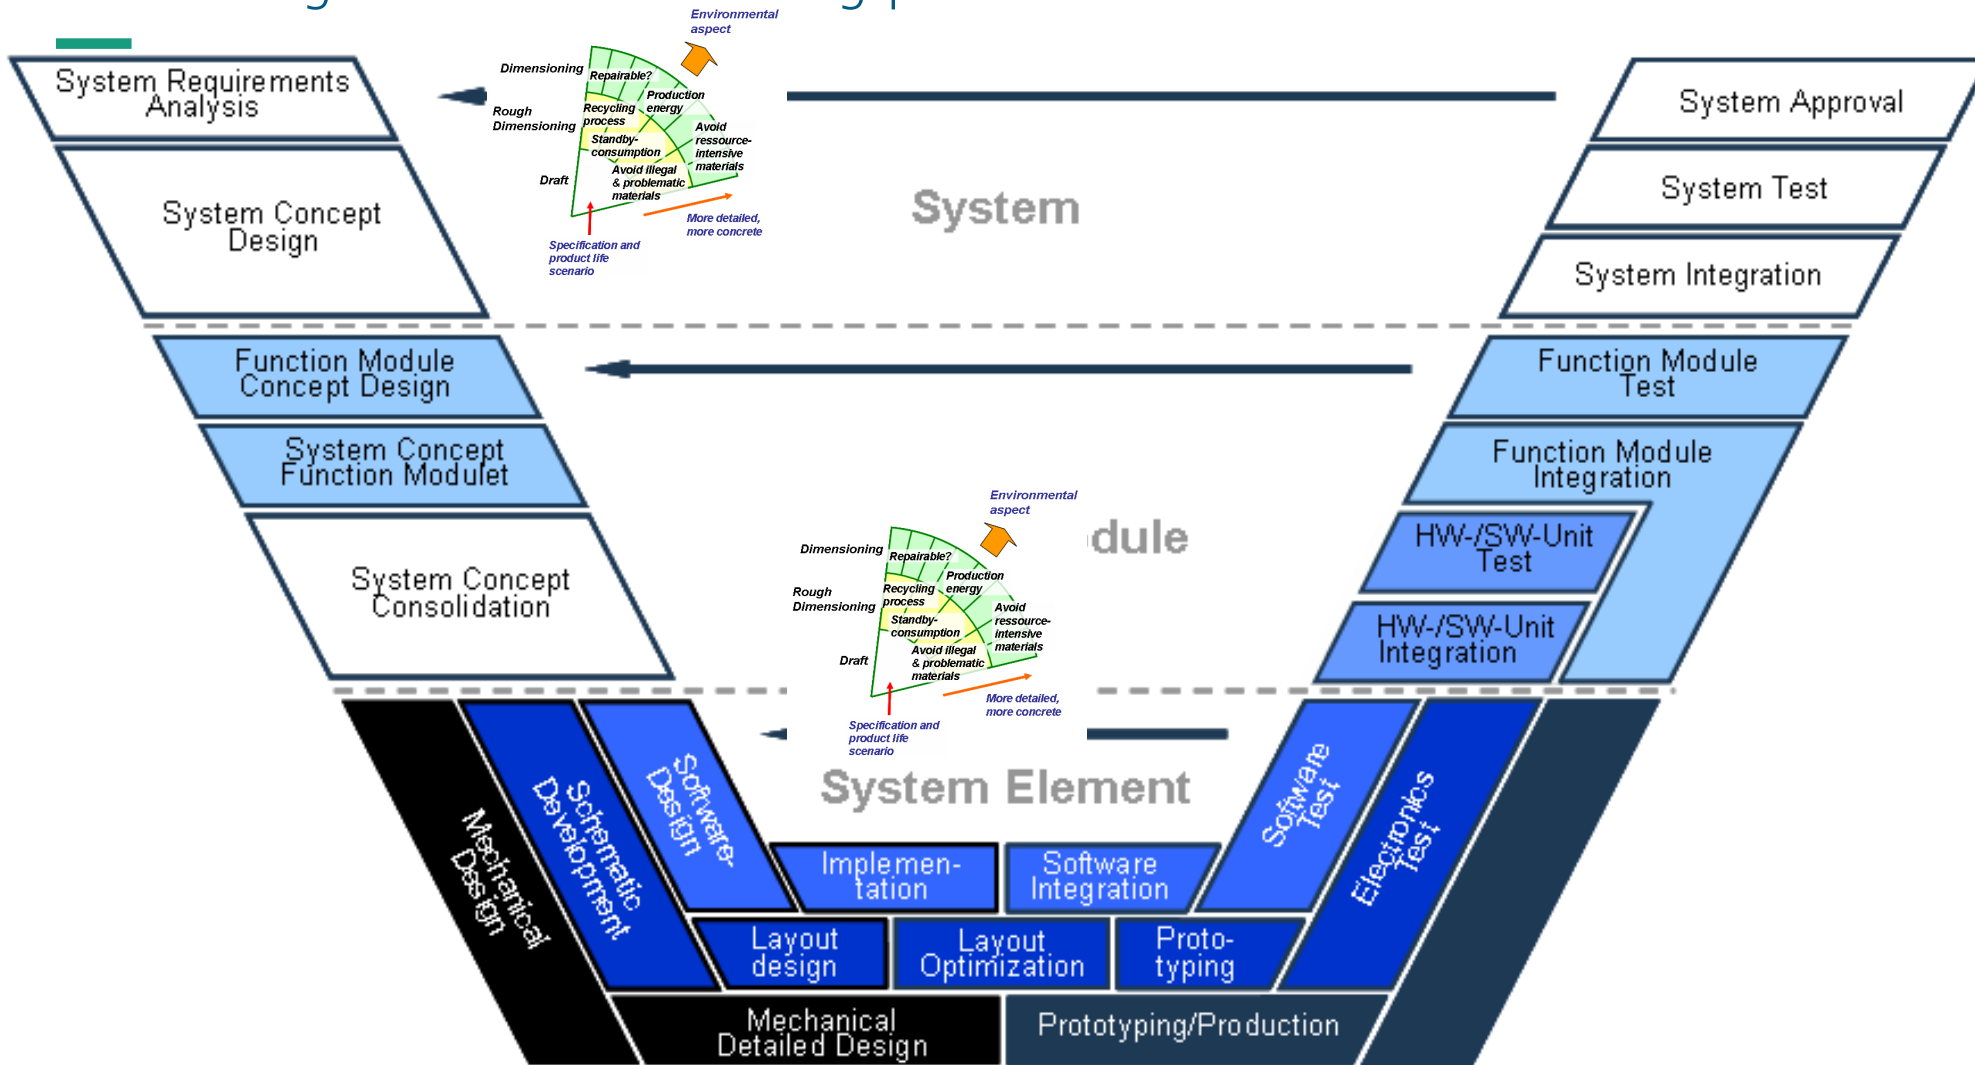 Environmental
aspect
Dimensioning
Repairable?
Rough
Dimensioning
Production
energy
Recycling
process
Avoid
ressource-
intensive
materials
Standby-
consumption
Draft
Avoid illegal
& problematic
materials
More detailed,
more concrete
Specification and
product life
scenario
System Requirements
Analysis
System Concept
Design
System
System Approval
System Test
System Integration
Function Module
Concept Design
System Concept
Function Modulet
System Concept
Consolidation
Function Module
Test
Function Module
Integration
HW-/SW-Unit
Test
HW-/SW-Unit
Integration
dule
Environmental
aspect
Dimensioning
Repairable?
Rough
Dimensioning
Production
energy
Recycling
process
Avoid
ressource-
intensive
materials
Standby-
consumption
Draft
Avoid illegal
& problematic
materials
More detailed,
more concrete
Specification and
product life
scenario
System Element
Mechanical
Design
Schematic
Development
Software-
Design
Implemen-
tation
Software
Integration
Software
Test
Electronics
Test
Layout
design
Layout
Optimization
Proto-
typing
Mechanical
Detailed Design
Prototyping/Production